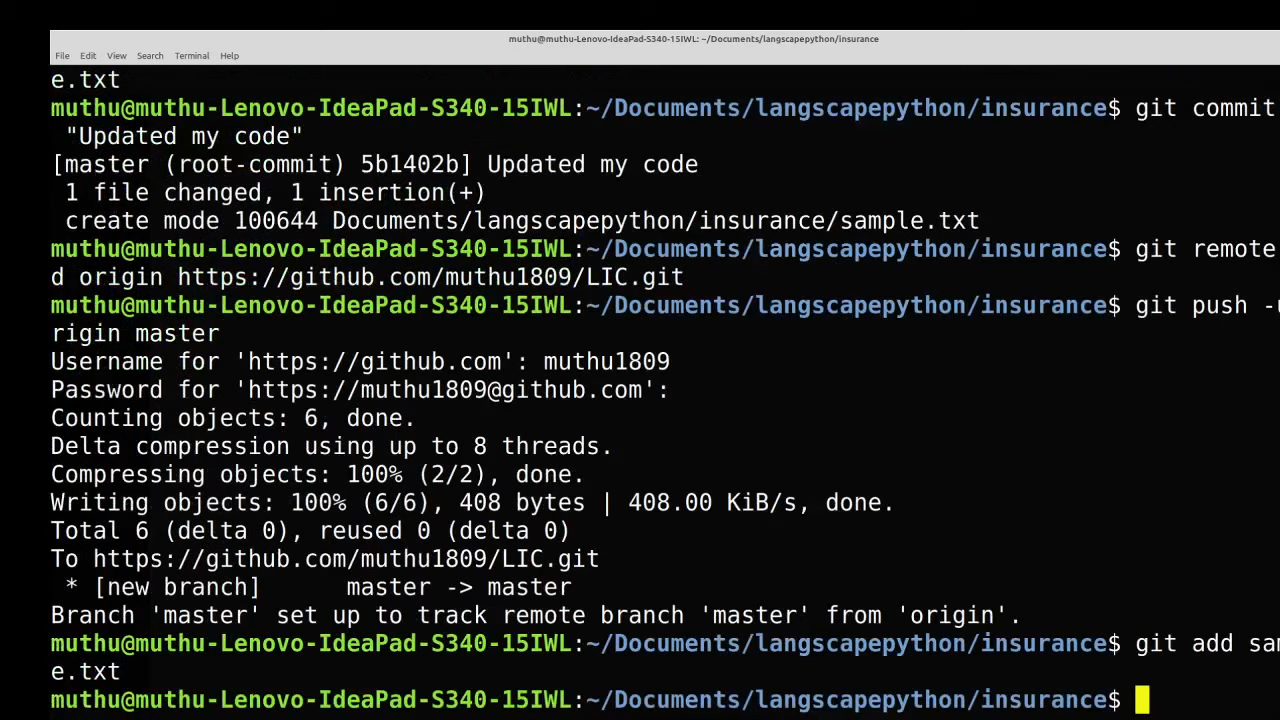 muthu@muthu-Lenovo-IdeaPad-S340-15IWL: ~/Documents/langscapepython/insurance
File Edit View Search Terminal Help
e.txt
muthu@muthu-Lenovo-IdeaPad-S340-15IWL:~/Documents/langscapepython/insurance$ git commit
"Updated my code"
[master (root-commit) 5b1402b] Updated my code
1 file changed, 1 insertion(+)
create mode 100644 Documents/langscapepython/insurance/sample.txt
muthu@muthu-Lenovo-IdeaPad-S340-15IWL:~/Documents/langscapepython/insurance$ git remote
d origin https://github.com/muthu1809/LIC.git
muthu@muthu-Lenovo-IdeaPad-S340-15IWL:~/Documents/langscapepython/insurance$ git push -u
rigin master
Username for 'https://github.com': muthu1809
Password for 'https://muthu1809@github.com':
Counting objects: 6, done.
Delta compression using up to 8 threads.
Compressing objects: 100% (2/2), done.
Writing objects: 100% (6/6), 408 bytes | 408.00 KiB/s, done.
Total 6 (delta 0), reused 0 (delta 0)
To https://github.com/muthu1809/LIC.git
* [new branch] master -> master
Branch 'master' set up to track remote branch 'master' from 'origin'.
muthu@muthu-Lenovo-IdeaPad-S340-15IWL:~/Documents/langscapepython/insurance$ git add sam
e.txt
muthu@muthu-Lenovo-IdeaPad-S340-15IWL:~/Documents/langscapepython/insurance$